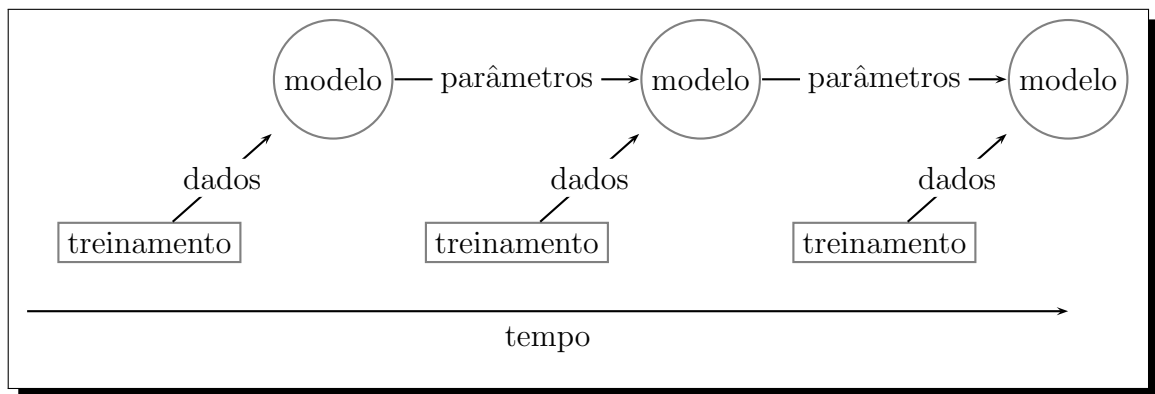 modelo parâmetros modelo parâmetros modelo
dados dados dados
treinamento treinamento treinamento
tempo